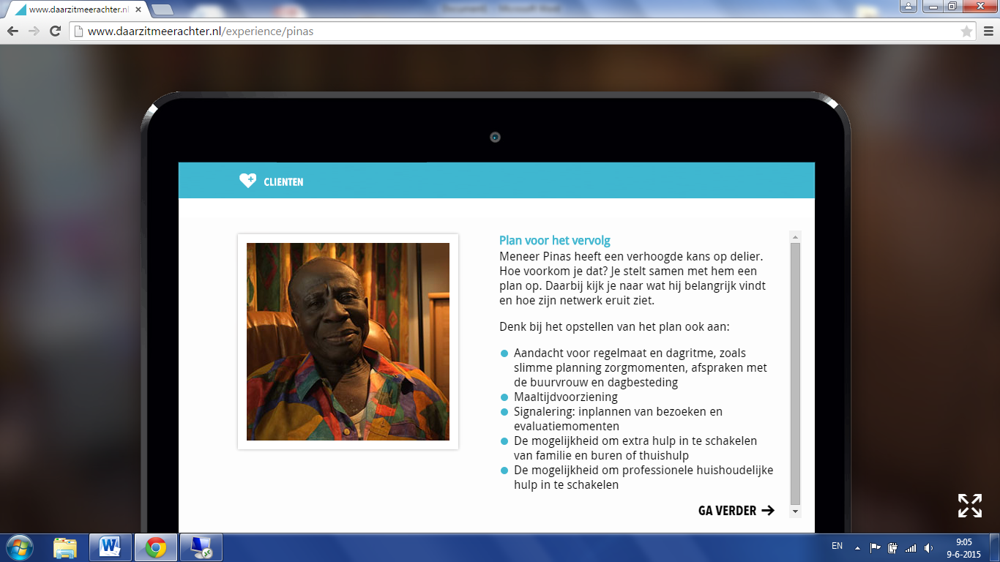 www.daarzitmeerachter.nl
www.daarzitmeerachter.nl/experience/pinas
CLIENTEN
Plan voor het vervolg
Meneer Pinas heeft een verhoogde kans op delier.
Hoe voorkom je dat? Je stelt samen met hem een
plan op. Daarbij kijk je naar wat hij belangrijk vindt
en hoe zijn netwerk eruit ziet.
Denk bij het opstellen van het plan ook aan:
Aandacht voor regelmaat en dagritme, zoals
slimme planning zorgmomenten, afspraken met
de buurvrouw en dagbesteding
Maaltijdvoorziening
Signalering: inplannen van bezoeken en
evaluatiemomenten
De mogelijkheid om extra hulp in te schakelen
van familie en buren of thuishulp
De mogelijkheid om professionele huishoudelijke
hulp in te schakelen
GA VERDER
EN
9:05
9-6-2015